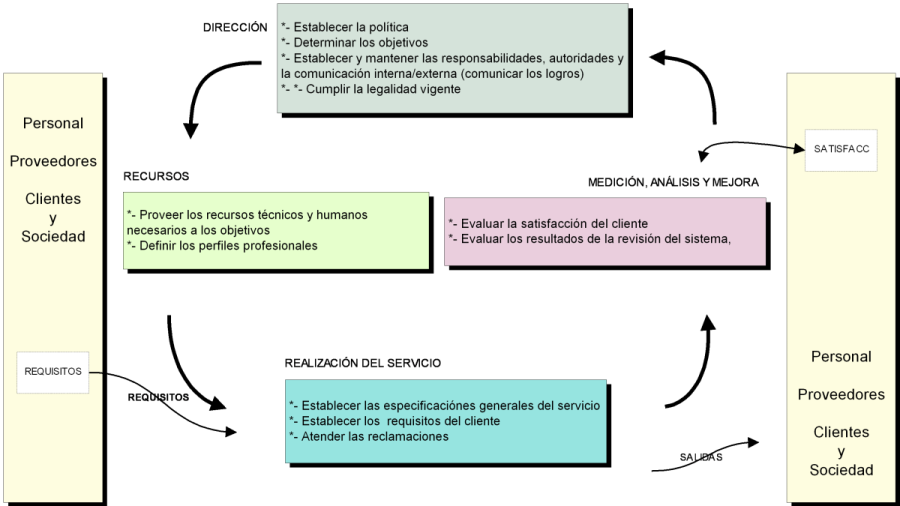 DIRECCIÓN
*- Establecer la política
*- Determinar los objetivos
*- Establecer y mantener las responsabilidades, autoridades y
la comunicación interna/externa (comunicar los logros)
*- *- Cumplir la legalidad vigente
Personal
Proveedores
Clientes
y
Sociedad
REQUISITOS
RECURSOS
*- Proveer los recursos técnicos y humanos
necesarios a los objetivos
*- Definir los perfiles profesionales
MEDICIÓN, ANÁLISIS Y MEJORA
*- Evaluar la satisfacción del cliente
*- Evaluar los resultados de la revisión del sistema,
SATISFACC
REQUISITOS
REALIZACIÓN DEL SERVICIO
*- Establecer las especificaciónes generales del servicio
*- Establecer los requisitos del cliente
*- Atender las reclamaciones
SALIDAS
Personal
Proveedores
Clientes
y
Sociedad